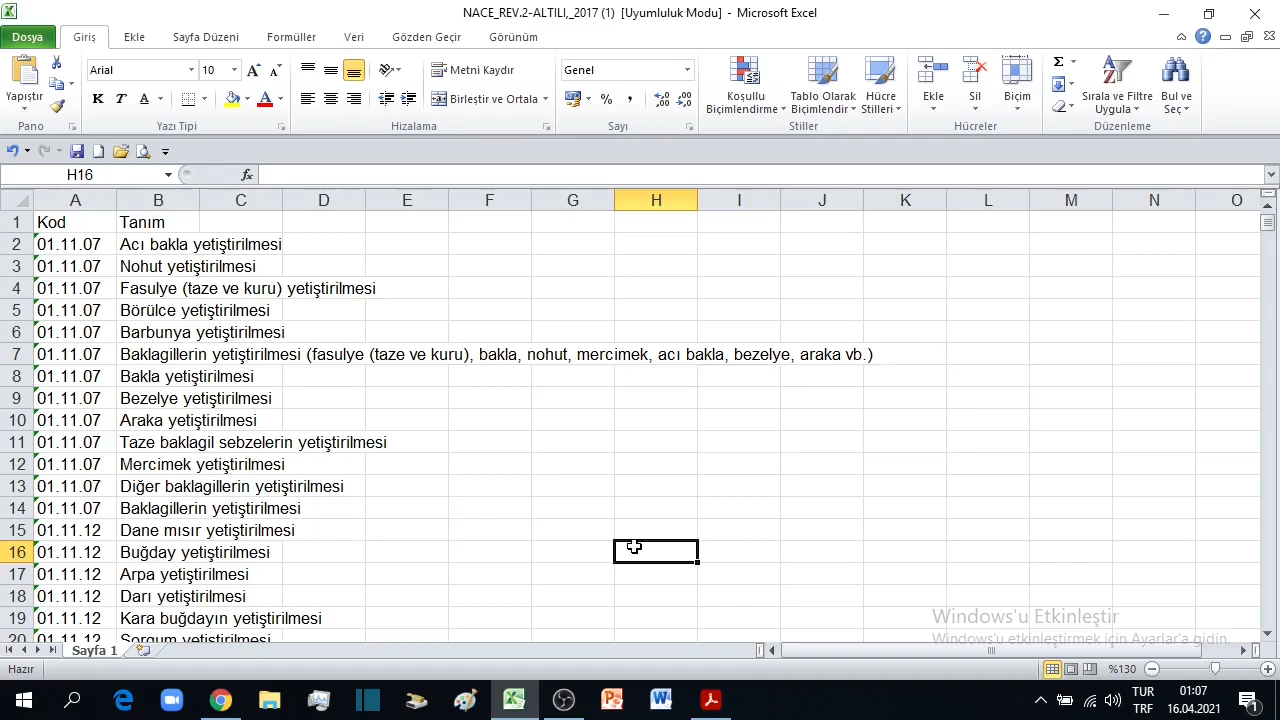 NACE_REV.2-ALTILI,_2017 (1) [Uyumluluk Modu] - Microsoft Excel
Dosya Giriş Ekle Sayfa Düzeni Formüller Veri Gözden Geçir Görünüm
Yapıştır
Arial 10
K T A
Metni Kaydır
Birleştir ve Ortala
Genel
% ,
Koşullu Biçimlendirme
Tablo Olarak Biçimlendir
Hücre Stilleri
Ekle Sil Biçim
Sırala ve Filtre Uygula
Bul ve Seç
Pano Yazı Tipi Hizalama Sayı Stiller Hücreler Düzenleme
H16 fx
A B C D E F G H I J K L M N O
1 Kod Tanım
2 01.11.07 Acı bakla yetiştirilmesi
3 01.11.07 Nohut yetiştirilmesi
4 01.11.07 Fasulye (taze ve kuru) yetiştirilmesi
5 01.11.07 Börülce yetiştirilmesi
6 01.11.07 Barbunya yetiştirilmesi
7 01.11.07 Baklagillerin yetiştirilmesi (fasulye (taze ve kuru), bakla, nohut, mercimek, acı bakla, bezelye, araka vb.)
8 01.11.07 Bakla yetiştirilmesi
9 01.11.07 Bezelye yetiştirilmesi
10 01.11.07 Araka yetiştirilmesi
11 01.11.07 Taze baklagil sebzelerin yetiştirilmesi
12 01.11.07 Mercimek yetiştirilmesi
13 01.11.07 Diğer baklagillerin yetiştirilmesi
14 01.11.07 Baklagillerin yetiştirilmesi
15 01.11.12 Dane mısır yetiştirilmesi
16 01.11.12 Buğday yetiştirilmesi
17 01.11.12 Arpa yetiştirilmesi
18 01.11.12 Darı yetiştirilmesi
19 01.11.12 Kara buğdayın yetiştirilmesi
20 01.11.12 Sorgum yetiştirilmesi
Windows'u Etkinleştir
Windows'u etkinleştirmek için Ayarlar'a gidin.
Sayfa 1
Hazır %130
TUR 01:07
TRF 16.04.2021